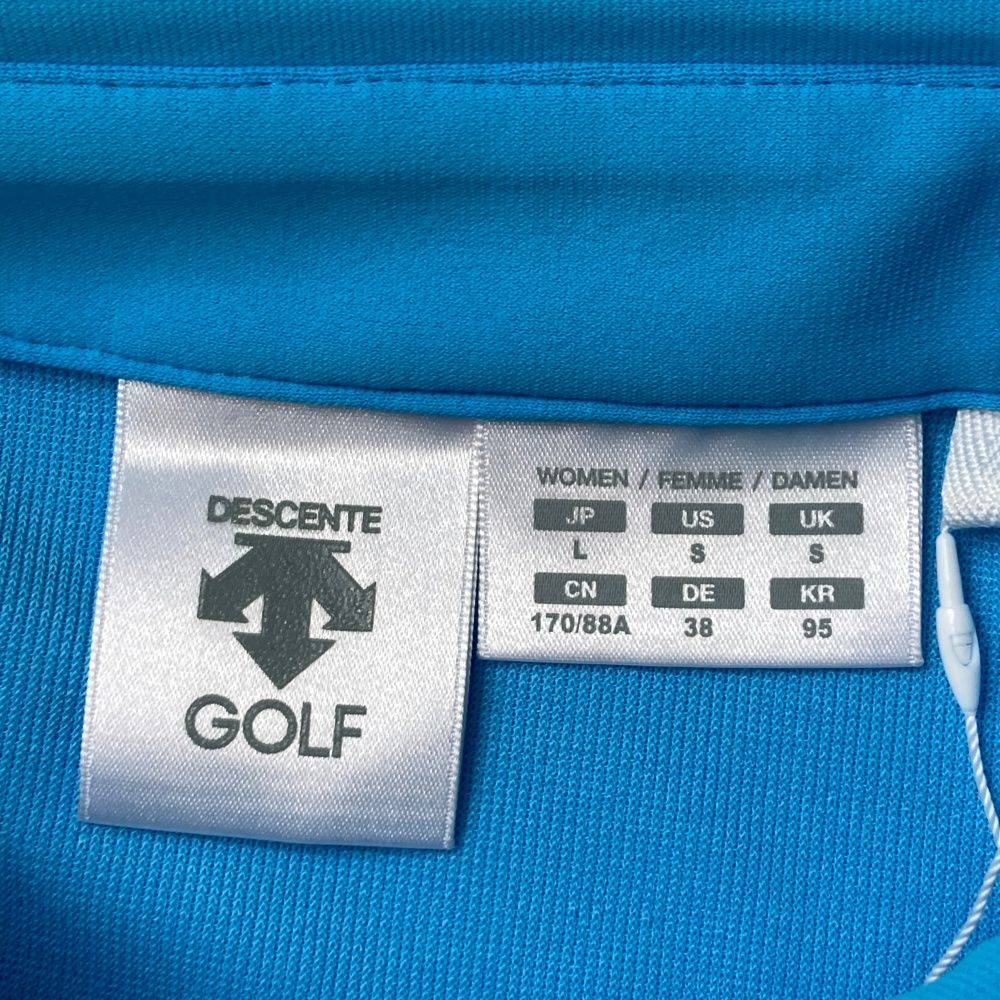 DESCENTE
GOLF
WOMEN / FEMME / DAMEN
JP US UK
L S S
CN DE KR
170/88A 38 95